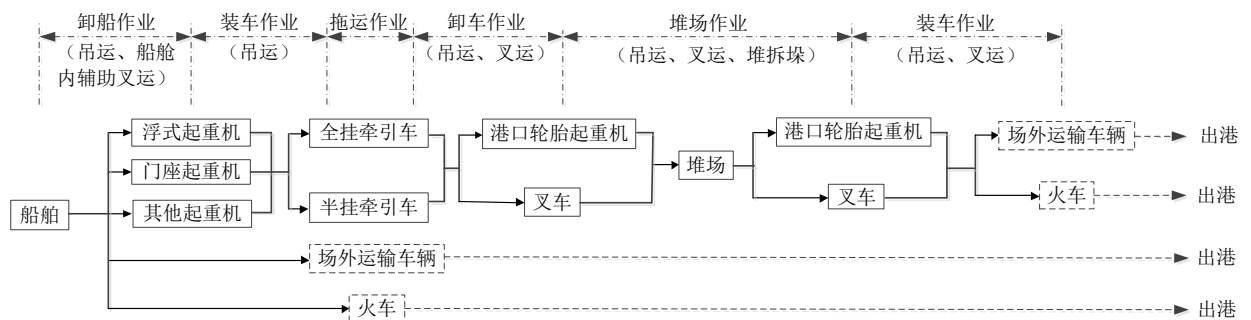 卸船作业 装车作业 拖运作业 卸车作业 堆场作业 装车作业
（吊运、船舱内辅助叉运） （吊运） （吊运、叉运） （吊运、叉运、堆拆垛） （吊运、叉运）
浮式起重机 全挂牵引车 港口轮胎起重机 港口轮胎起重机 场外运输车辆 出港
门座起重机 堆场
船舶 其他起重机 半挂牵引车 叉车 叉车 火车 出港
场外运输车辆 出港
火车 出港